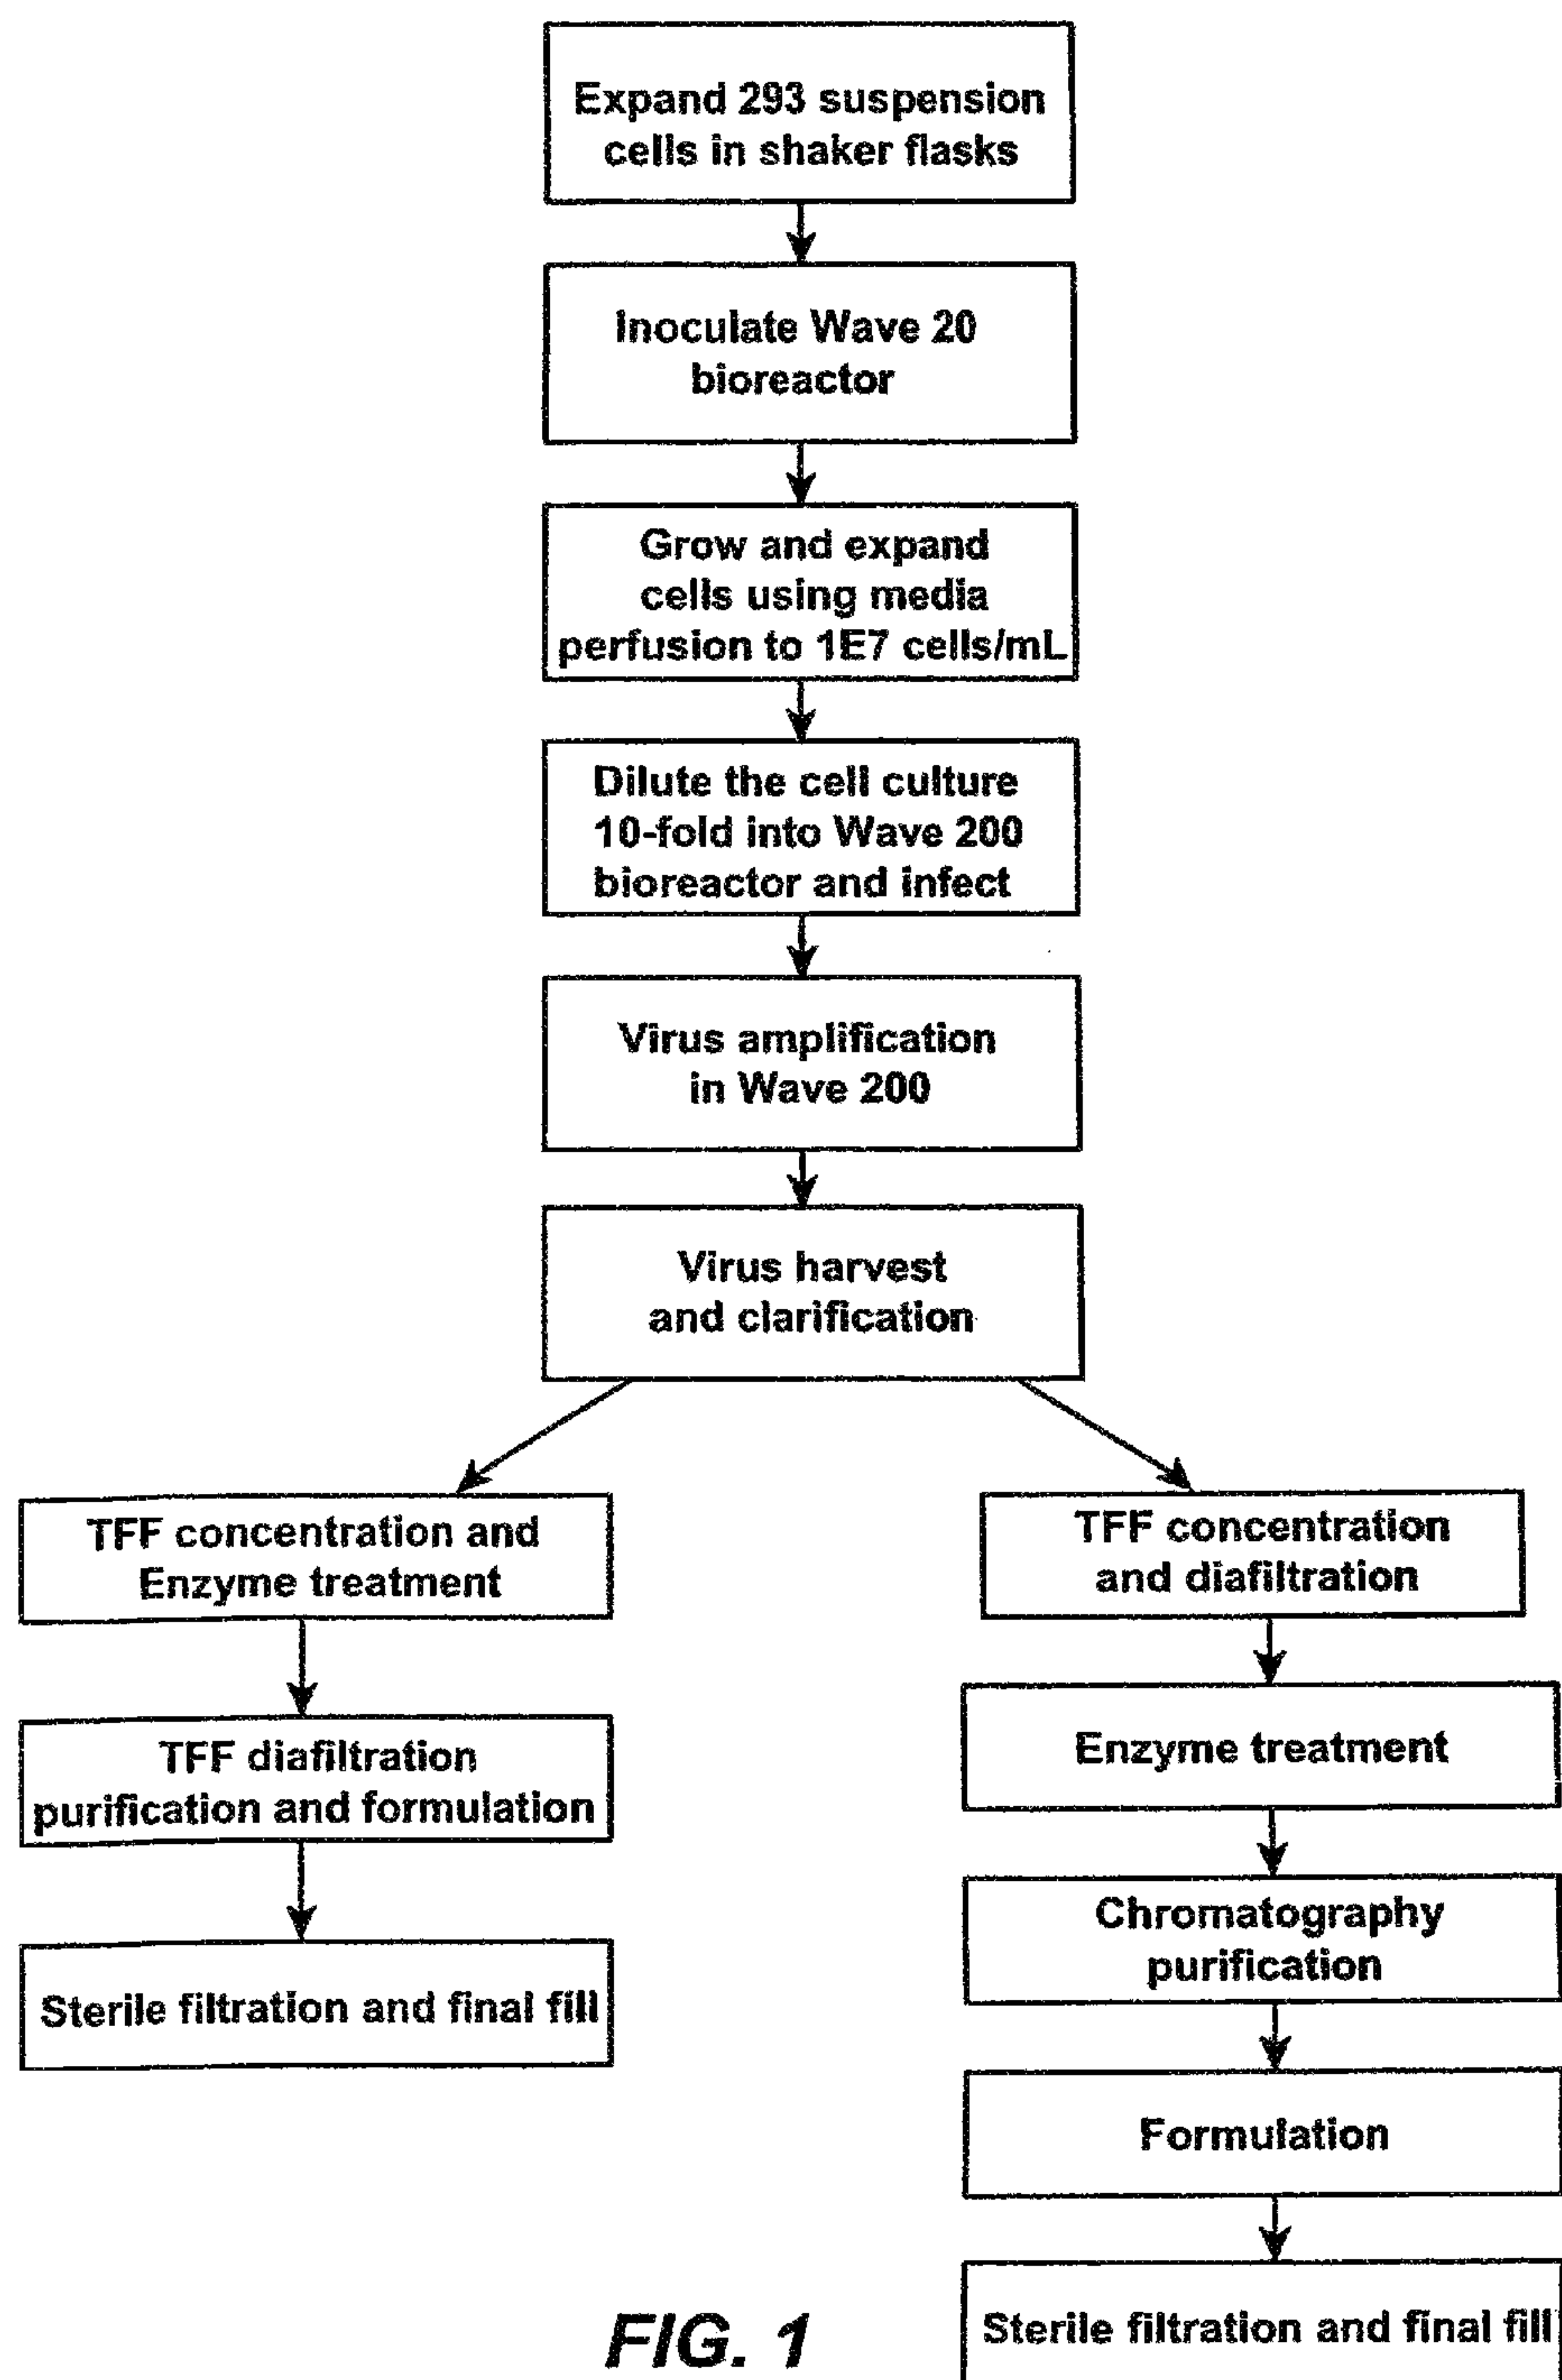 Expand 293 suspension
cells in shaker flasks
Inoculate Wave 20
bioreactor
Grow and expand
cells using media
perfusion to 1E7 cells/mL
Dilute the cell culture
10-fold into Wave 200
bioreactor and infect
Virus amplification
in Wave 200
Virus harvest
and clarification
TFF concentration and
Enzyme treatment
TFF diafiltration
purification and formulation
Sterile filtration and final fill
TFF concentration
and diafiltration
Enzyme treatment
Chromatography
purification
Formulation
Sterile filtration and final fill
FIG. 1